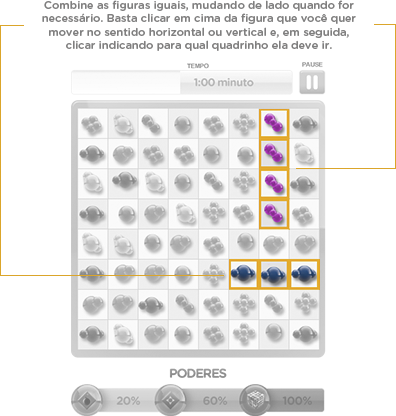 Combine as figuras iguais, mudando de lado quando for
necessário. Basta clicar em cima da figura que você quer
mover no sentido horizontal ou vertical e, em seguida,
clicar indicando para qual quadrinho ela deve ir.
TEMPO
PAUSE
1:00 minuto
PODERES
20%
60%
100%